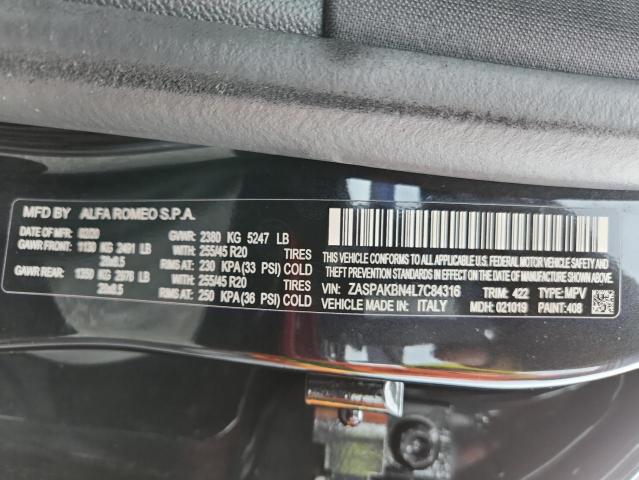 MFD BY ALFA ROMEO S.P.A.
DATE OF MFR: 02/20 GVWR: 2380 KG 5247 LB
GAWR FRONT: 1130 KG 2491 LB TIRES
20x8.5 WITH: 255/45 R20
RIMS AT: 230 KPA (33 PSI) COLD
GAWR REAR: 1350 KG 2976 LB TIRES
20x8.5 WITH: 255/45 R20
RIMS AT: 250 KPA (36 PSI) COLD
THIS VEHICLE CONFORMS TO ALL APPLICABLE U.S. FEDERAL MOTOR VEHICLE SAFETY AND
THEFT PREVENTION STANDARDS IN EFFECT ON THE DATE OF MANUFACTURE SHOWN ABOVE.
VIN: ZASPAKBN4L7C84316 TRIM: 422 TYPE: MPV
VEHICLE MADE IN: ITALY MDH: 021019 PAINT: 408